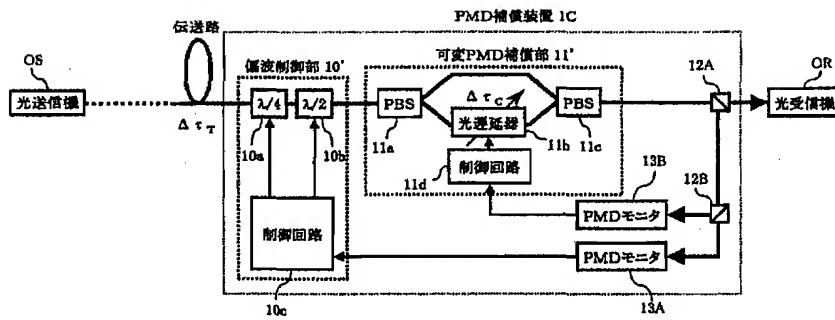 PMD補償装置 1C
伝送路
OS
光送信機
Δτ_T
偏波制御部 10'
λ/4
λ/2
10a
10b
制御回路
10c
可変PMD補償部 11'
PBS
11a
Δτ_C
光遅延器
11b
PBS
11c
制御回路
11d
12A
OR
光受信機
12B
13B
PMDモニタ
PMDモニタ
13A